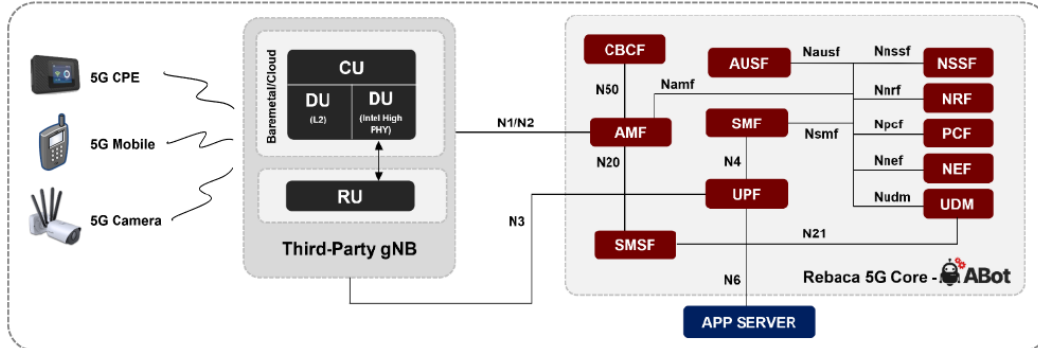 5G CPE
5G Mobile
5G Camera
Baremetal/Cloud
CU
DU
(L2)
DU
(Intel High
PHY)
RU
Third-Party gNB
N1/N2
N3
CBCF
N50
Namf
AMF
N20
SMSF
AUSF
Nausf
SMF
Nsmf
N4
UPF
N6
N21
Nnssf
NSSF
Nnrf
NRF
Npcf
PCF
Nnef
NEF
Nudm
UDM
Rebaca 5G Core - ABot
APP SERVER